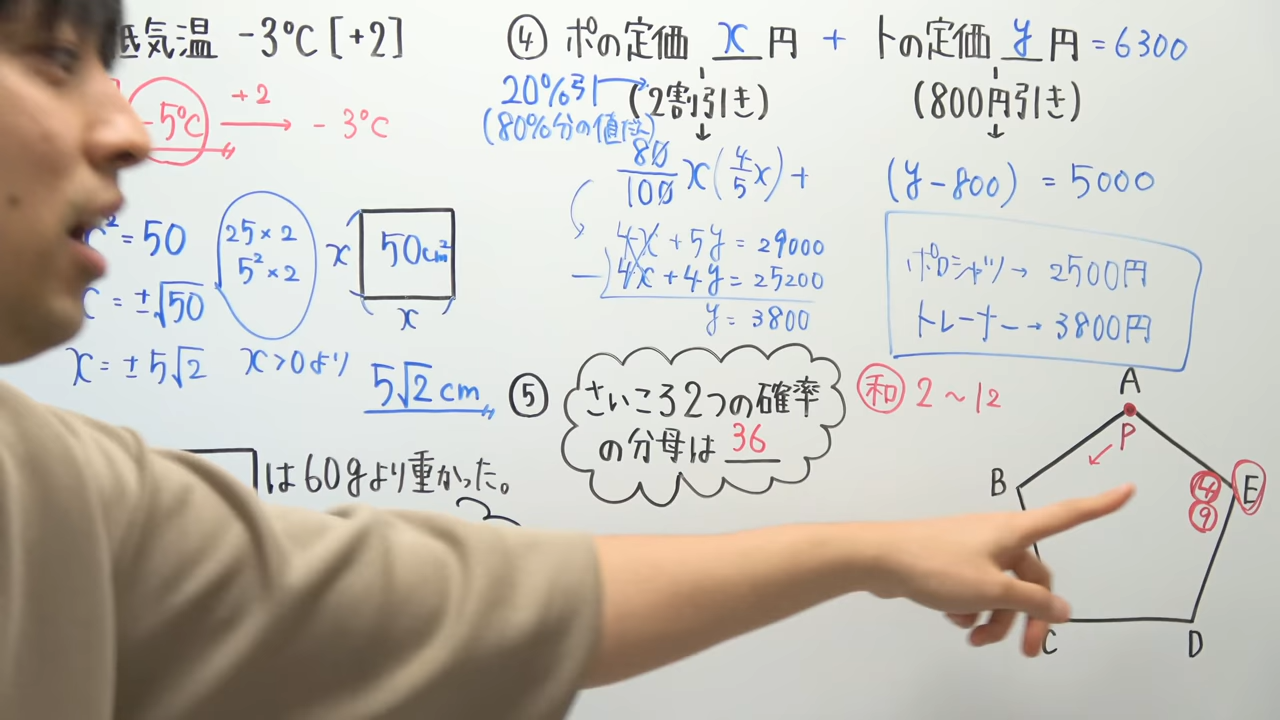 低気温 -3℃ [+2]
-5℃ +2 → -3℃
x² = 50
25×2
5²×2
x
50cm²
x
x = ±√50
x = ±5√2 x>0より
5√2 cm
は60gより重かった。
④ ポの定価 x 円 + トの定価 y 円 = 6300
20%引 (2割引き) (800円引き)
(80%分の値だん)
80/100 x (4/5 x) + (y-800) = 5000
4x + 5y = 29000
4x + 4y = 25200
y = 3800
ポロシャツ → 2500円
トレーナー → 3800円
⑤ さいころ2つの確率
の分母は 36
和 2~12
A
P
B
E
④
⑨
C
D